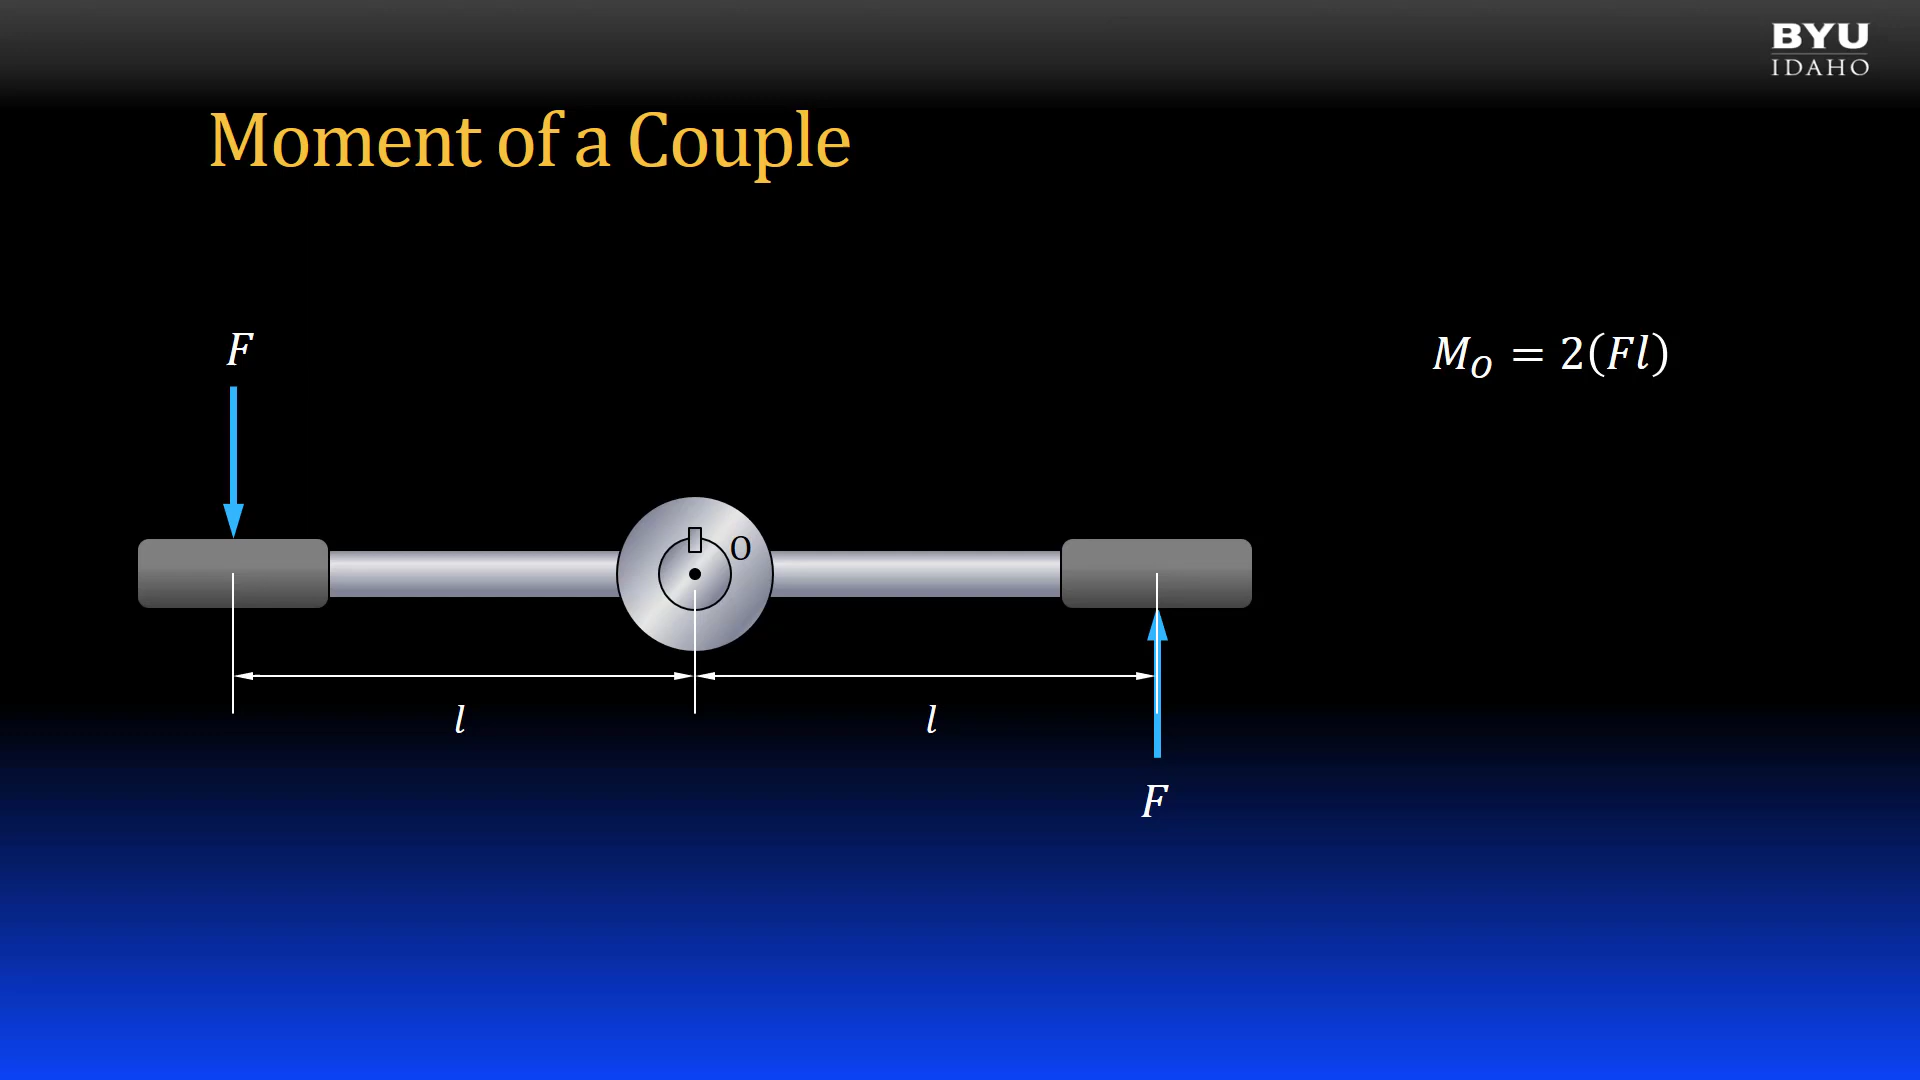 BYU
IDAHO
Moment of a Couple
F
M_O = 2(Fl)
O
l
l
F